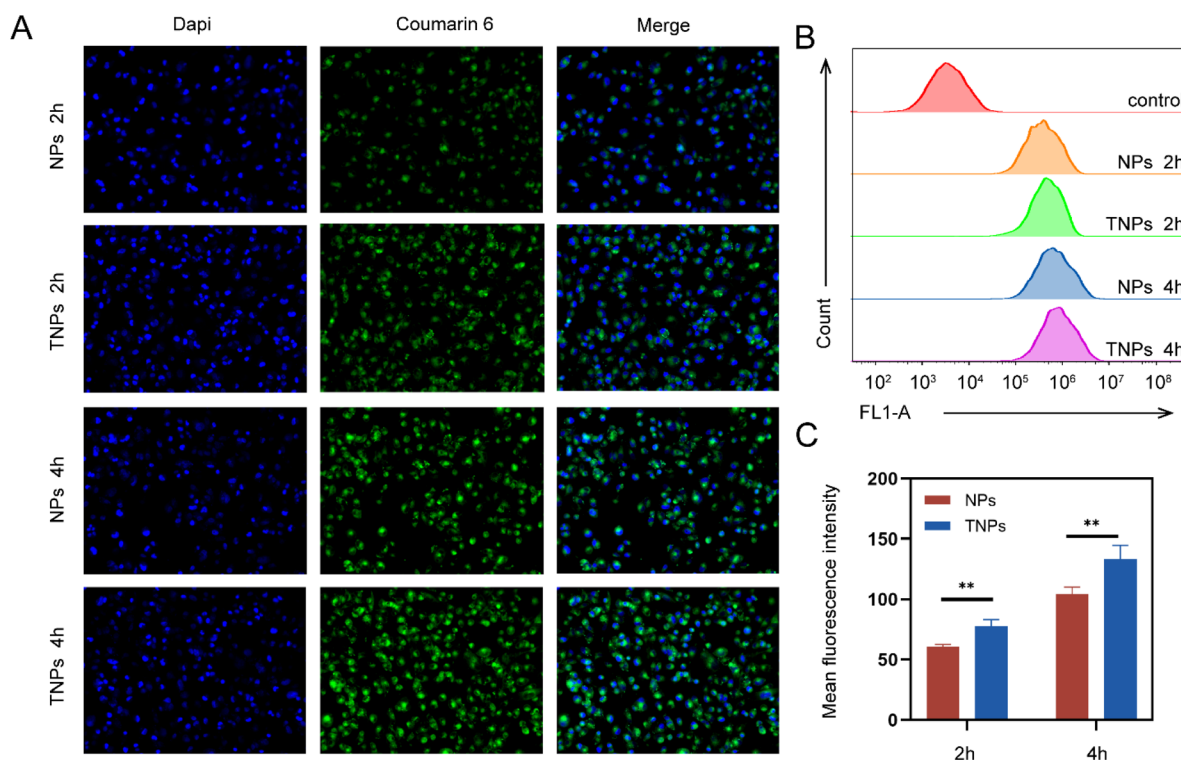 A
Dapi
Coumarin 6
Merge
NPs 2h
TNPs 2h
NPs 4h
TNPs 4h
B
Count
contro
NPs 2h
TNPs 2h
NPs 4h
TNPs 4h
10² 10³ 10⁴ 10⁵ 10⁶ 10⁷ 10⁸
FL1-A
C
Mean fluorescence intensity
200
150
100
50
0
NPs
TNPs
**
**
2h 4h